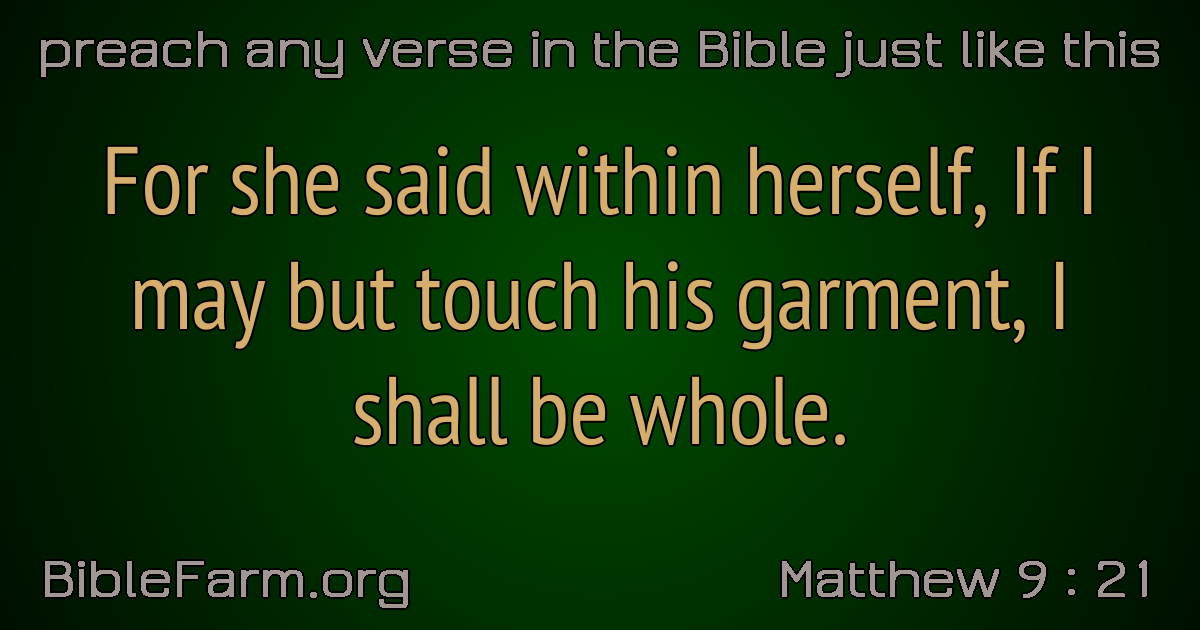 preach any verse in the Bible just like this
For she said within herself, If I
may but touch his garment, I
shall be whole.
BibleFarm.org
Matthew 9 : 21